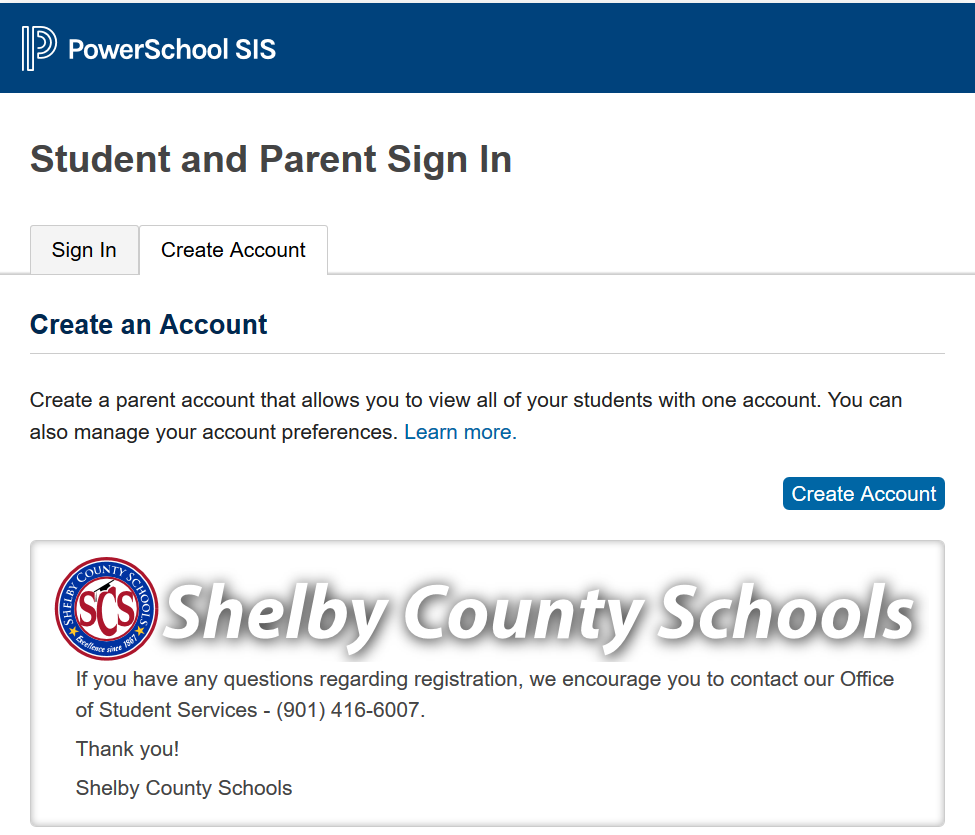 PowerSchool SIS
Student and Parent Sign In
Sign In
Create Account
Create an Account
Create a parent account that allows you to view all of your students with one account. You can
also manage your account preferences. Learn more.
Create Account
SHELBY COUNTY SCHOOLS
SCS
Excellence since 1867
Shelby County Schools
If you have any questions regarding registration, we encourage you to contact our Office
of Student Services - (901) 416-6007.
Thank you!
Shelby County Schools